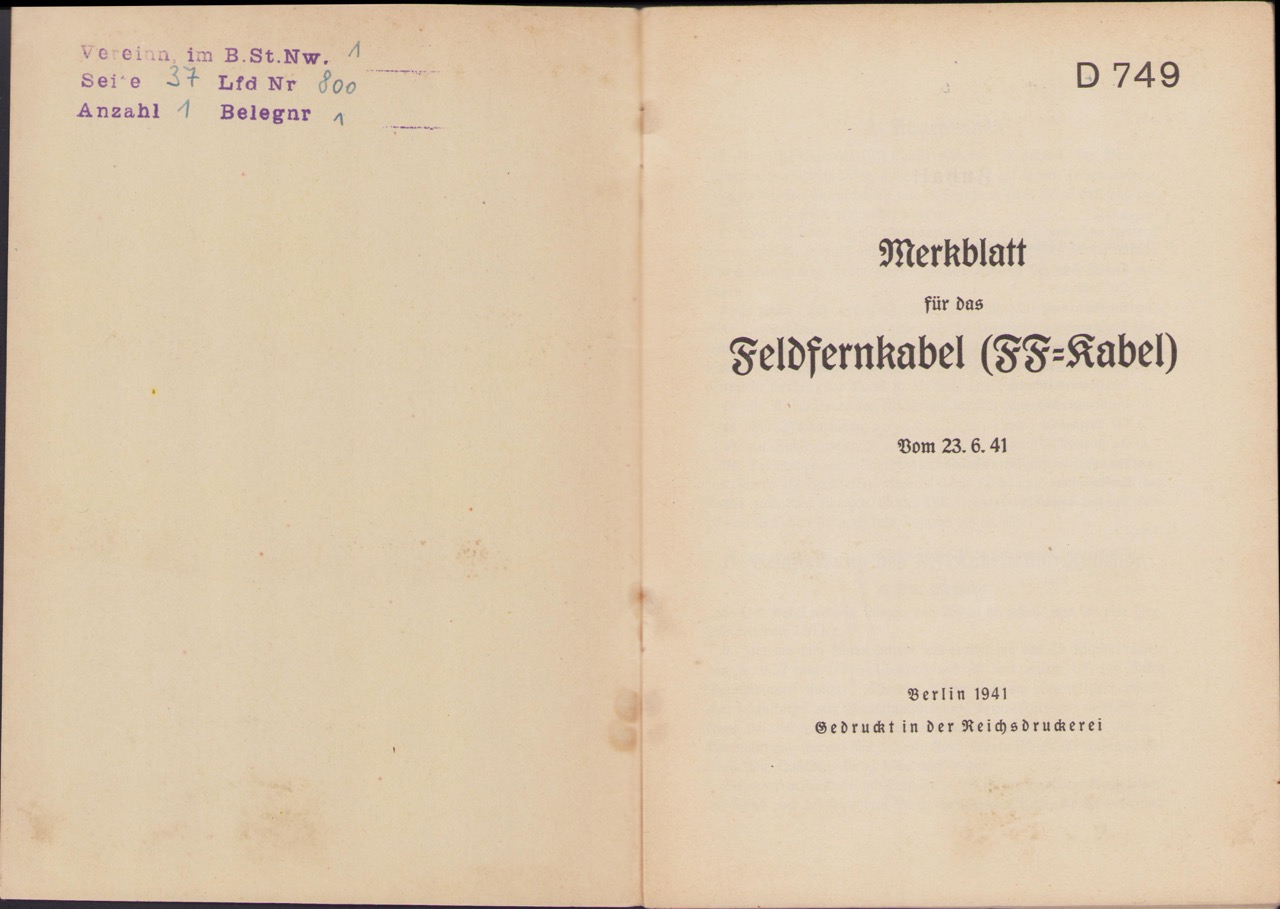 Vereinn. im B.St.Nw. 1
Seite 37 Lfd Nr 800
Anzahl 1 Belegnr 1
D 749
Merkblatt
für das
Feldfernkabel (FF=Kabel)
Vom 23. 6. 41
Berlin 1941
Gedruckt in der Reichsdruckerei